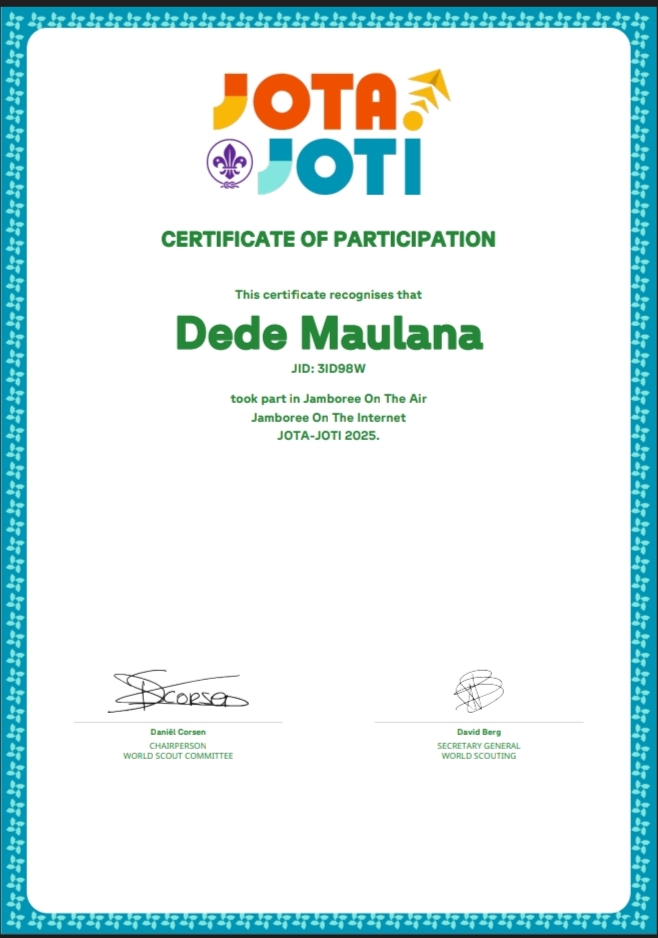 JOTA
JOTI
CERTIFICATE OF PARTICIPATION
This certificate recognises that
Dede Maulana
JID: 3ID98W
took part in Jamboree On The Air
Jamboree On The Internet
JOTA-JOTI 2025.
DCORSEN
Daniël Corsen
CHAIRPERSON
WORLD SCOUT COMMITTEE
David Berg
SECRETARY GENERAL
WORLD SCOUTING